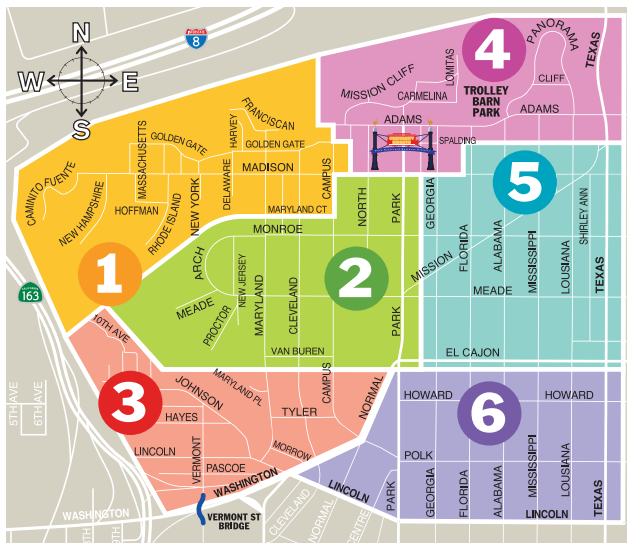 N
W
E
S
INTERSTATE
8
CALIFORNIA
163
5TH AVE
6TH AVE
WASHINGTON
9TH
1
CAMINITO FUENTE
NEW HAMPSHIRE
MASSACHUSETTS
HOFFMAN
RHODE ISLAND
GOLDEN GATE
NEW YORK
DELAWARE
HARVEY
FRANCISCAN
GOLDEN GATE
MADISON
CAMPUS
MARYLAND CT
4
MISSION CLIFF
CARMELINA
LOMITAS
PANORAMA
TEXAS
CLIFF
TROLLEY
BARN
PARK
ADAMS
ADAMS
SPALDING
2
MONROE
ARCH
MEADE
PROCTOR
NEW JERSEY
MARYLAND
CLEVELAND
VAN BUREN
NORTH
PARK
PARK
5
GEORGIA
MISSION
FLORIDA
ALABAMA
MISSISSIPPI
LOUISIANA
SHIRLEY ANN
TEXAS
MEADE
EL CAJON
3
10TH AVE
JOHNSON
MARYLAND PL
HAYES
TYLER
CAMPUS
NORMAL
LINCOLN
VERMONT
PASCOE
MORROW
WASHINGTON
VERMONT ST
BRIDGE
CLEVELAND
NORMAL
CENTRE
6
HOWARD
HOWARD
POLK
LINCOLN
PARK
GEORGIA
FLORIDA
ALABAMA
MISSISSIPPI
LOUISIANA
TEXAS
LINCOLN